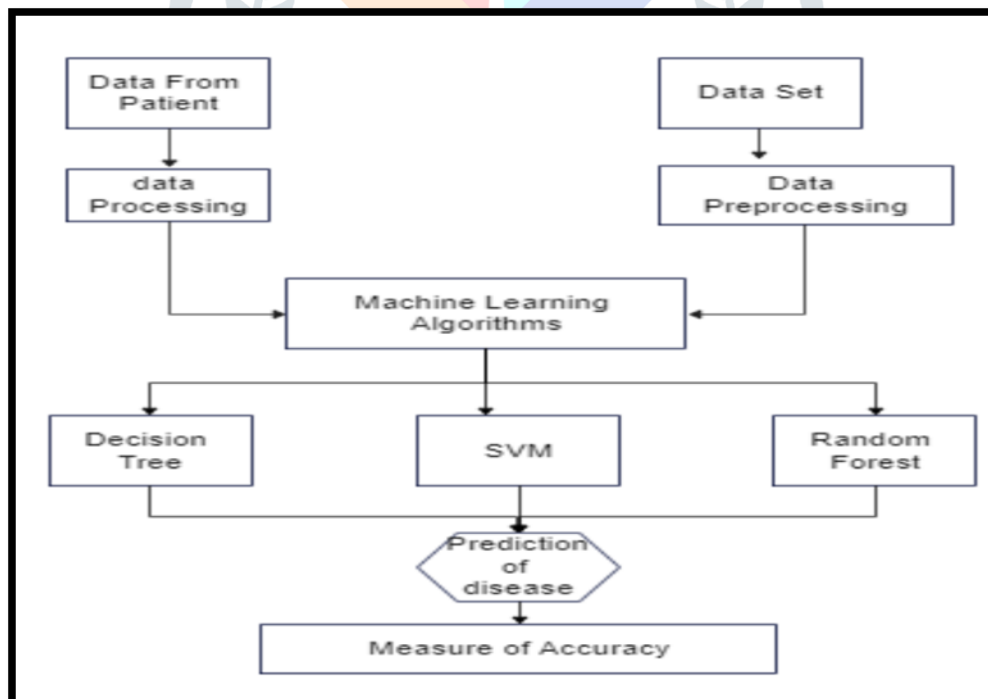 Data From
Patient
Data Set
data
Processing
Data
Preprocessing
Machine Learning
Algorithms
Decision
Tree
SVM
Random
Forest
Prediction
of
disease
Measure of Accuracy